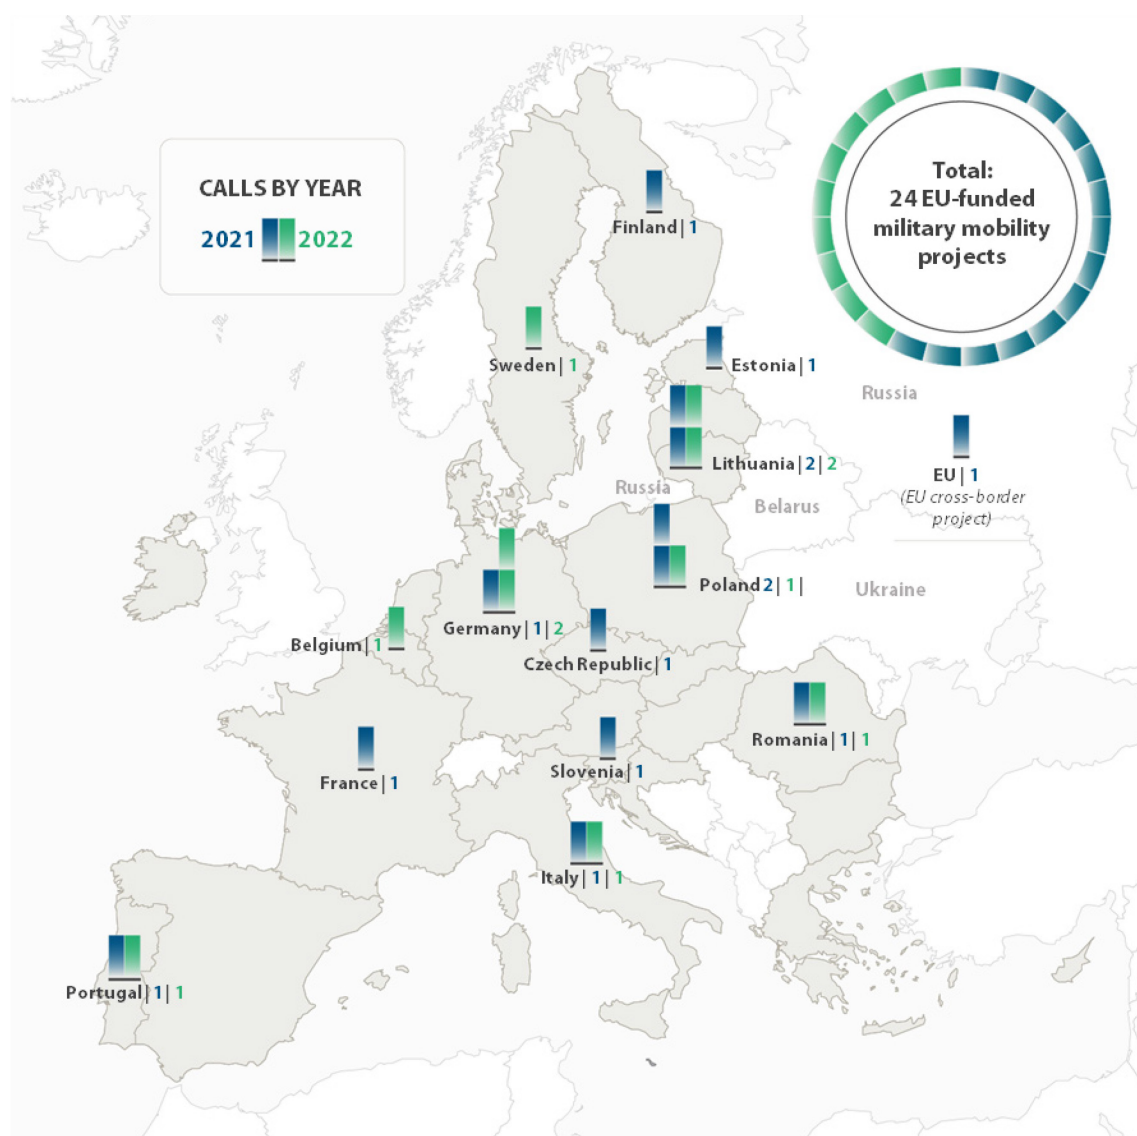 CALLS BY YEAR
2021 2022
Total:
24 EU-funded
military mobility
projects
Finland | 1
Sweden | 1
Estonia | 1
Russia
Lithuania | 2 | 2
EU | 1
(EU cross-border
project)
Russia
Belarus
Poland 2 | 1 |
Ukraine
Germany | 1 | 2
Belgium | 1
Czech Republic | 1
Romania | 1 | 1
France | 1
Slovenia | 1
Italy | 1 | 1
Portugal | 1 | 1